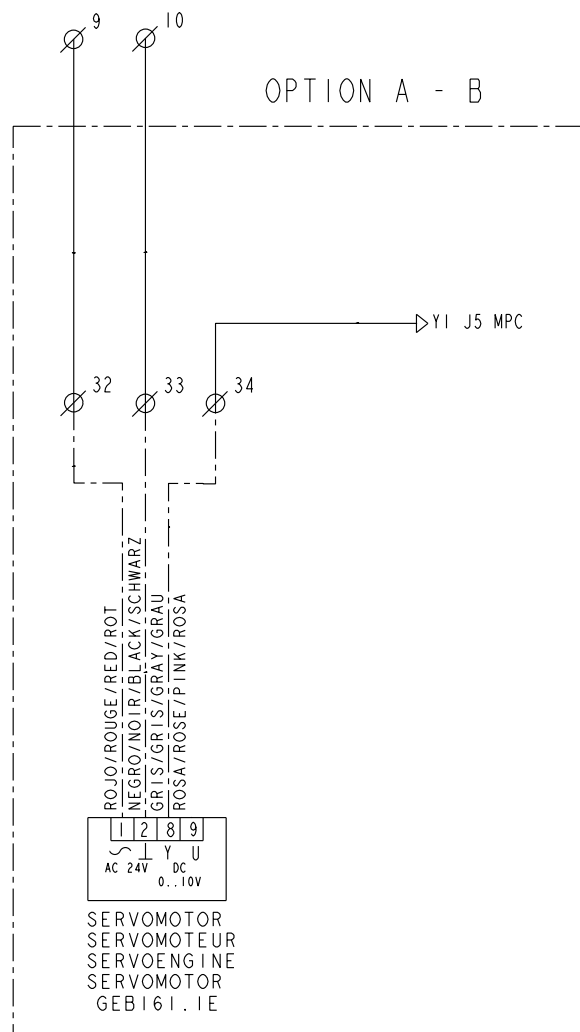 9
10
OPTION A - B
Y1 J5 MPC
32
33
34
ROJO/ROUGE/RED/ROT
NEGRO/NOIR/BLACK/SCHWARZ
GRIS/GRIS/GRAY/GRAU
ROSA/ROSE/PINK/ROSA
1 2 8 9
Y U
AC 24V DC
0..10V
SERVOMOTOR
SERVOMOTEUR
SERVOENGINE
SERVOMOTOR
GEB161.1E